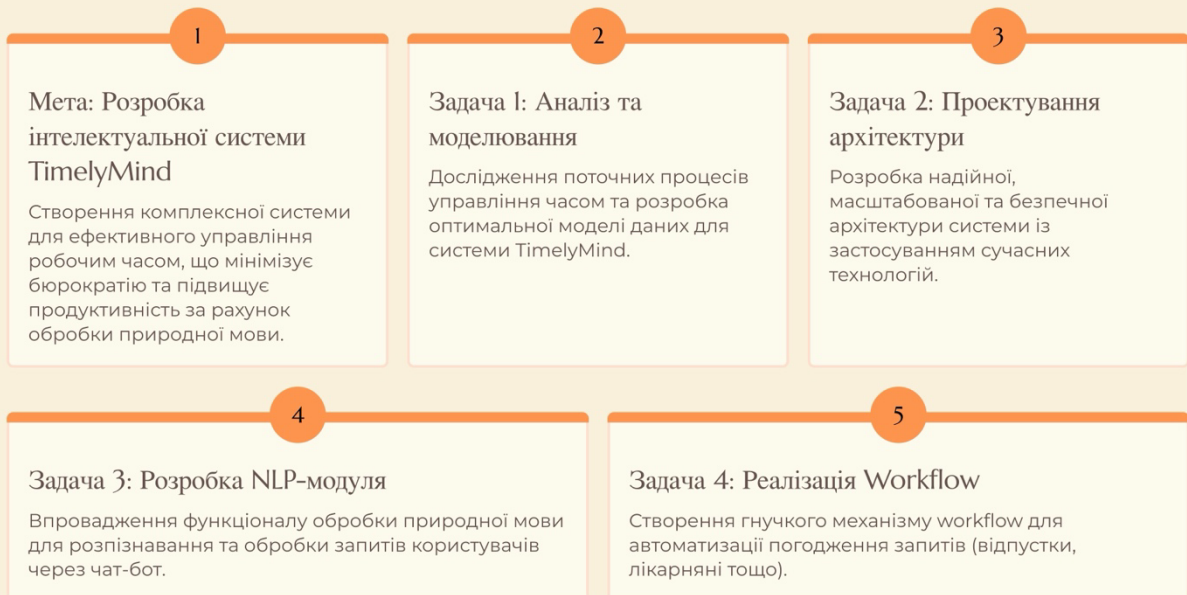 1
Мета: Розробка
інтелектуальної системи
TimelyMind
Створення комплексної системи
для ефективного управління
робочим часом, що мінімізує
бюрократію та підвищує
продуктивність за рахунок
обробки природної мови.
2
Задача 1: Аналіз та
моделювання
Дослідження поточних процесів
управління часом та розробка
оптимальної моделі даних для
системи TimelyMind.
3
Задача 2: Проектування
архітектури
Розробка надійної,
масштабованої та безпечної
архітектури системи із
застосуванням сучасних
технологій.
4
Задача 3: Розробка NLP-модуля
Впровадження функціоналу обробки природної мови
для розпізнавання та обробки запитів користувачів
через чат-бот.
5
Задача 4: Реалізація Workflow
Створення гнучкого механізму workflow для
автоматизації погодження запитів (відпустки,
лікарняні тощо).